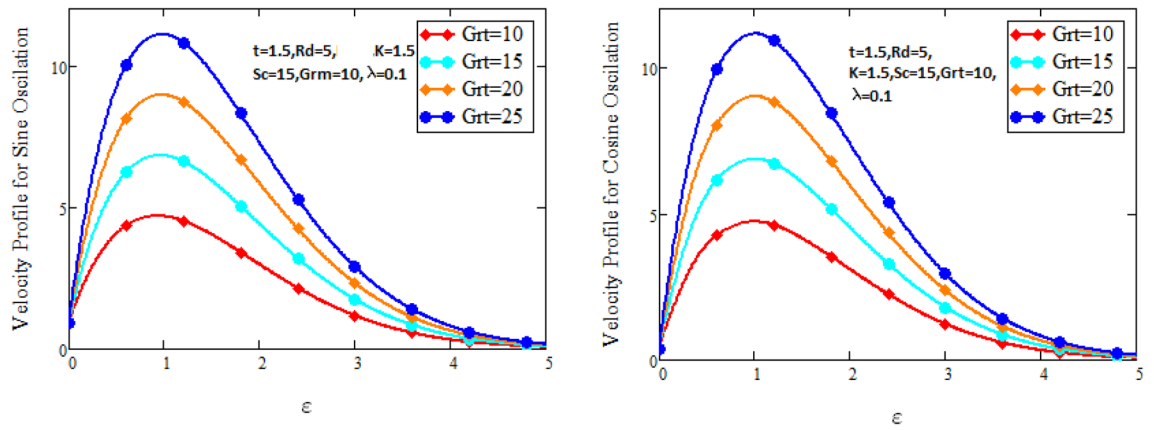 Velocity Profile for Sine Oscilation
10
5
0
0
1
2
3
4
5
ε
t=1.5,Rd=5, K=1.5
Sc=15,Grm=10, λ=0.1
Grt=10
Grt=15
Grt=20
Grt=25
Velocity Profile for Cosine Oscilation
10
5
0
0
1
2
3
4
5
ε
t=1.5,Rd=5,
K=1.5,Sc=15,Grt=10,
λ=0.1
Grt=10
Grt=15
Grt=20
Grt=25